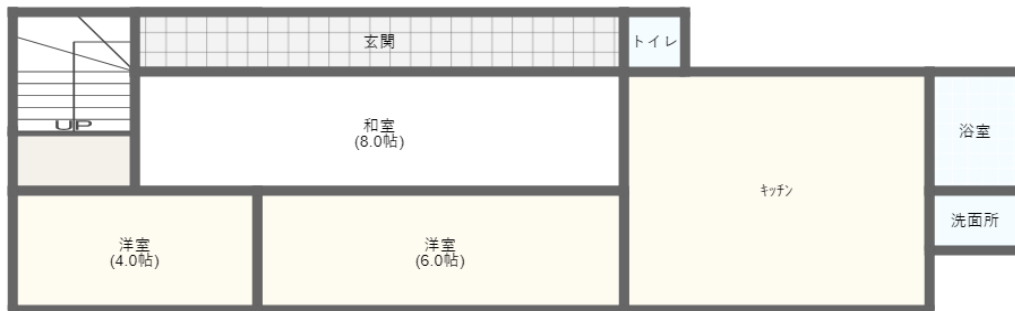 玄関
トイレ
和室
(8.0帖)
浴室
UP
キッチン
洗面所
洋室
(4.0帖)
洋室
(6.0帖)